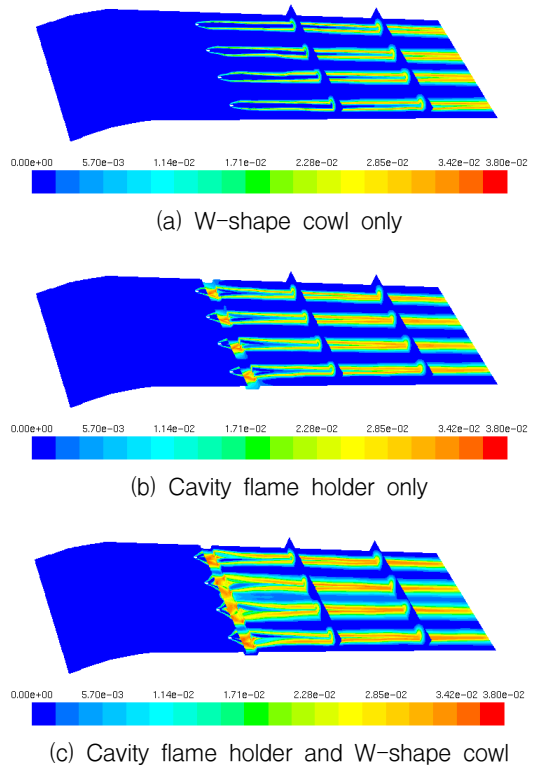 0.00e+00 5.70e-03 1.14e-02 1.71e-02 2.28e-02 2.85e-02 3.42e-02 3.80e-02
(a) W-shape cowl only
0.00e+00 5.70e-03 1.14e-02 1.71e-02 2.28e-02 2.85e-02 3.42e-02 3.80e-02
(b) Cavity flame holder only
0.00e+00 5.70e-03 1.14e-02 1.71e-02 2.28e-02 2.85e-02 3.42e-02 3.80e-02
(c) Cavity flame holder and W-shape cowl